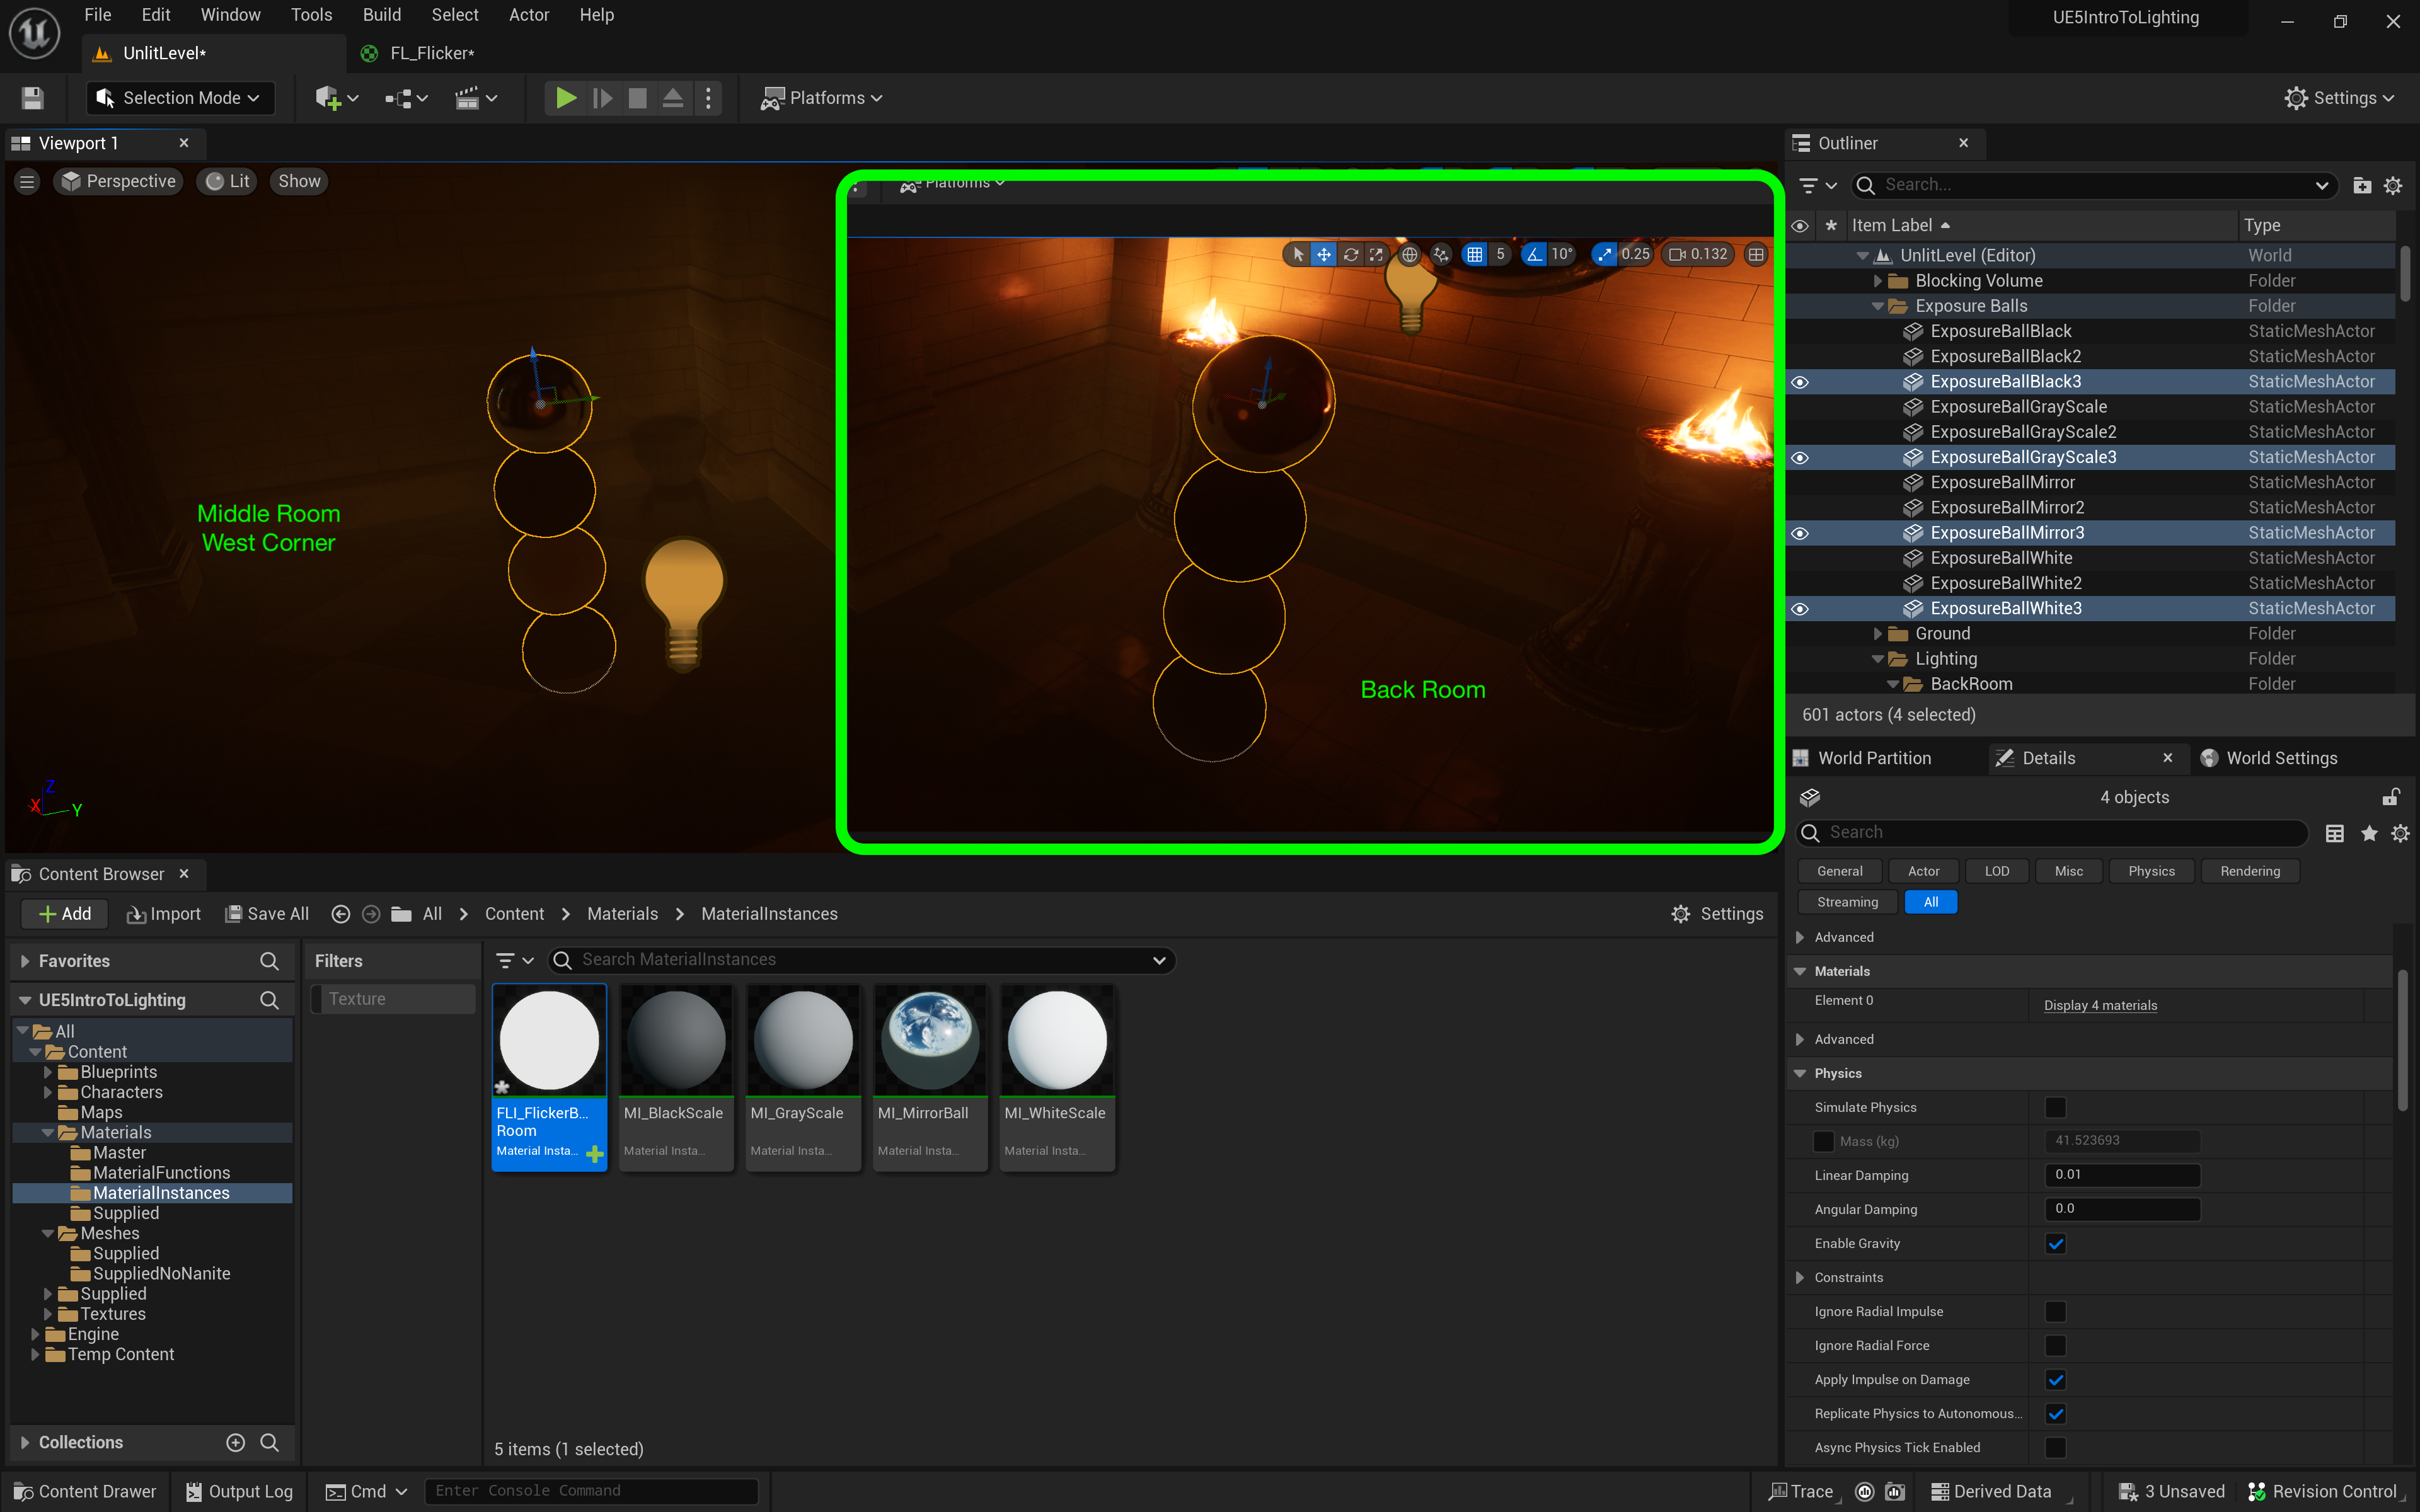 File Edit Window Tools Build Select Actor Help
UE5IntroToLighting
UnlitLevel*
FL_Flicker*
Selection Mode
Platforms
Settings
Viewport 1
Perspective
Lit
Show
Platforms
5
10°
0.25
0.132
Middle Room
West Corner
Back Room
Z
X
Y
Outliner
Search...
Item Label
Type
UnlitLevel (Editor) World
Blocking Volume Folder
Exposure Balls Folder
ExposureBallBlack StaticMeshActor
ExposureBallBlack2 StaticMeshActor
ExposureBallBlack3 StaticMeshActor
ExposureBallGrayScale StaticMeshActor
ExposureBallGrayScale2 StaticMeshActor
ExposureBallGrayScale3 StaticMeshActor
ExposureBallMirror StaticMeshActor
ExposureBallMirror2 StaticMeshActor
ExposureBallMirror3 StaticMeshActor
ExposureBallWhite StaticMeshActor
ExposureBallWhite2 StaticMeshActor
ExposureBallWhite3 StaticMeshActor
Ground Folder
Lighting Folder
BackRoom Folder
601 actors (4 selected)
World Partition
Details
World Settings
4 objects
Search
General Actor LOD Misc Physics Rendering
Streaming All
Advanced
Materials
Element 0 Display 4 materials
Advanced
Physics
Simulate Physics
Mass (kg) 41.523693
Linear Damping 0.01
Angular Damping 0.0
Enable Gravity
Constraints
Ignore Radial Impulse
Ignore Radial Force
Apply Impulse on Damage
Replicate Physics to Autonomous...
Async Physics Tick Enabled
Content Browser
Add
Import
Save All
All > Content > Materials > MaterialInstances
Settings
Favorites
UE5IntroToLighting
All
Content
Blueprints
Characters
Maps
Materials
Master
MaterialFunctions
MaterialInstances
Supplied
Meshes
Supplied
SuppliedNoNanite
Supplied
Textures
Engine
Temp Content
Collections
Filters
Texture
Search MaterialInstances
FLI_FlickerB...
Room
Material Insta...
MI_BlackScale
Material Insta...
MI_GrayScale
Material Insta...
MI_MirrorBall
Material Insta...
MI_WhiteScale
Material Insta...
5 items (1 selected)
Content Drawer
Output Log
Cmd
Enter Console Command
Trace
Derived Data
3 Unsaved
Revision Control